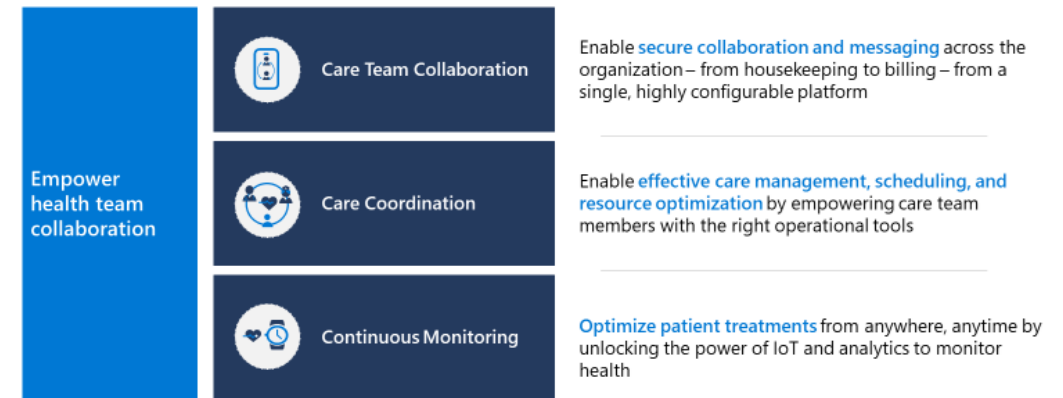 Empower
health team
collaboration
Care Team Collaboration
Enable secure collaboration and messaging across the
organization – from housekeeping to billing – from a
single, highly configurable platform
Care Coordination
Enable effective care management, scheduling, and
resource optimization by empowering care team
members with the right operational tools
Continuous Monitoring
Optimize patient treatments from anywhere, anytime by
unlocking the power of IoT and analytics to monitor
health